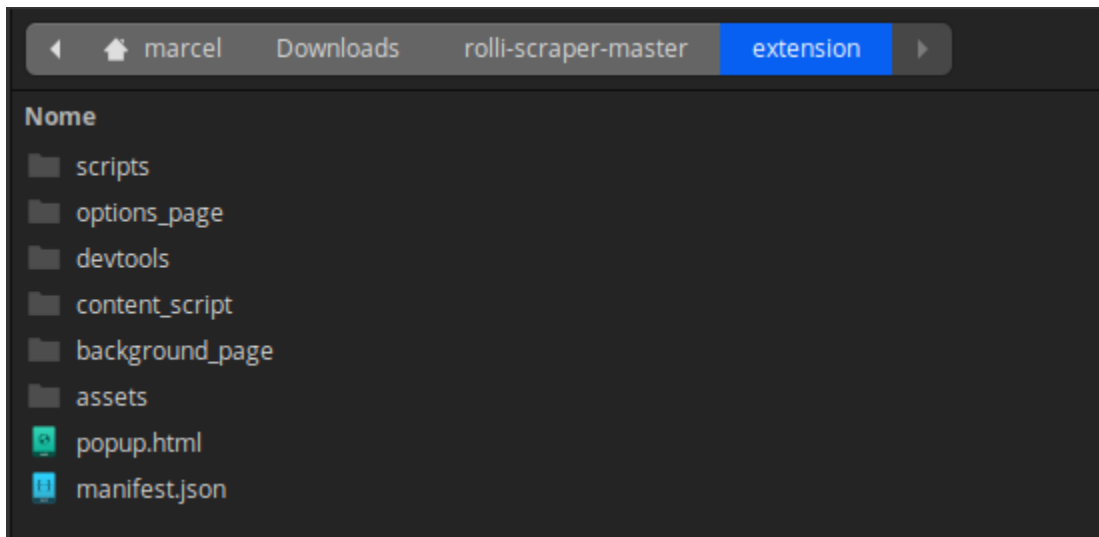 marcel Downloads rolli-scraper-master extension
Nome
scripts
options_page
devtools
content_script
background_page
assets
popup.html
manifest.json